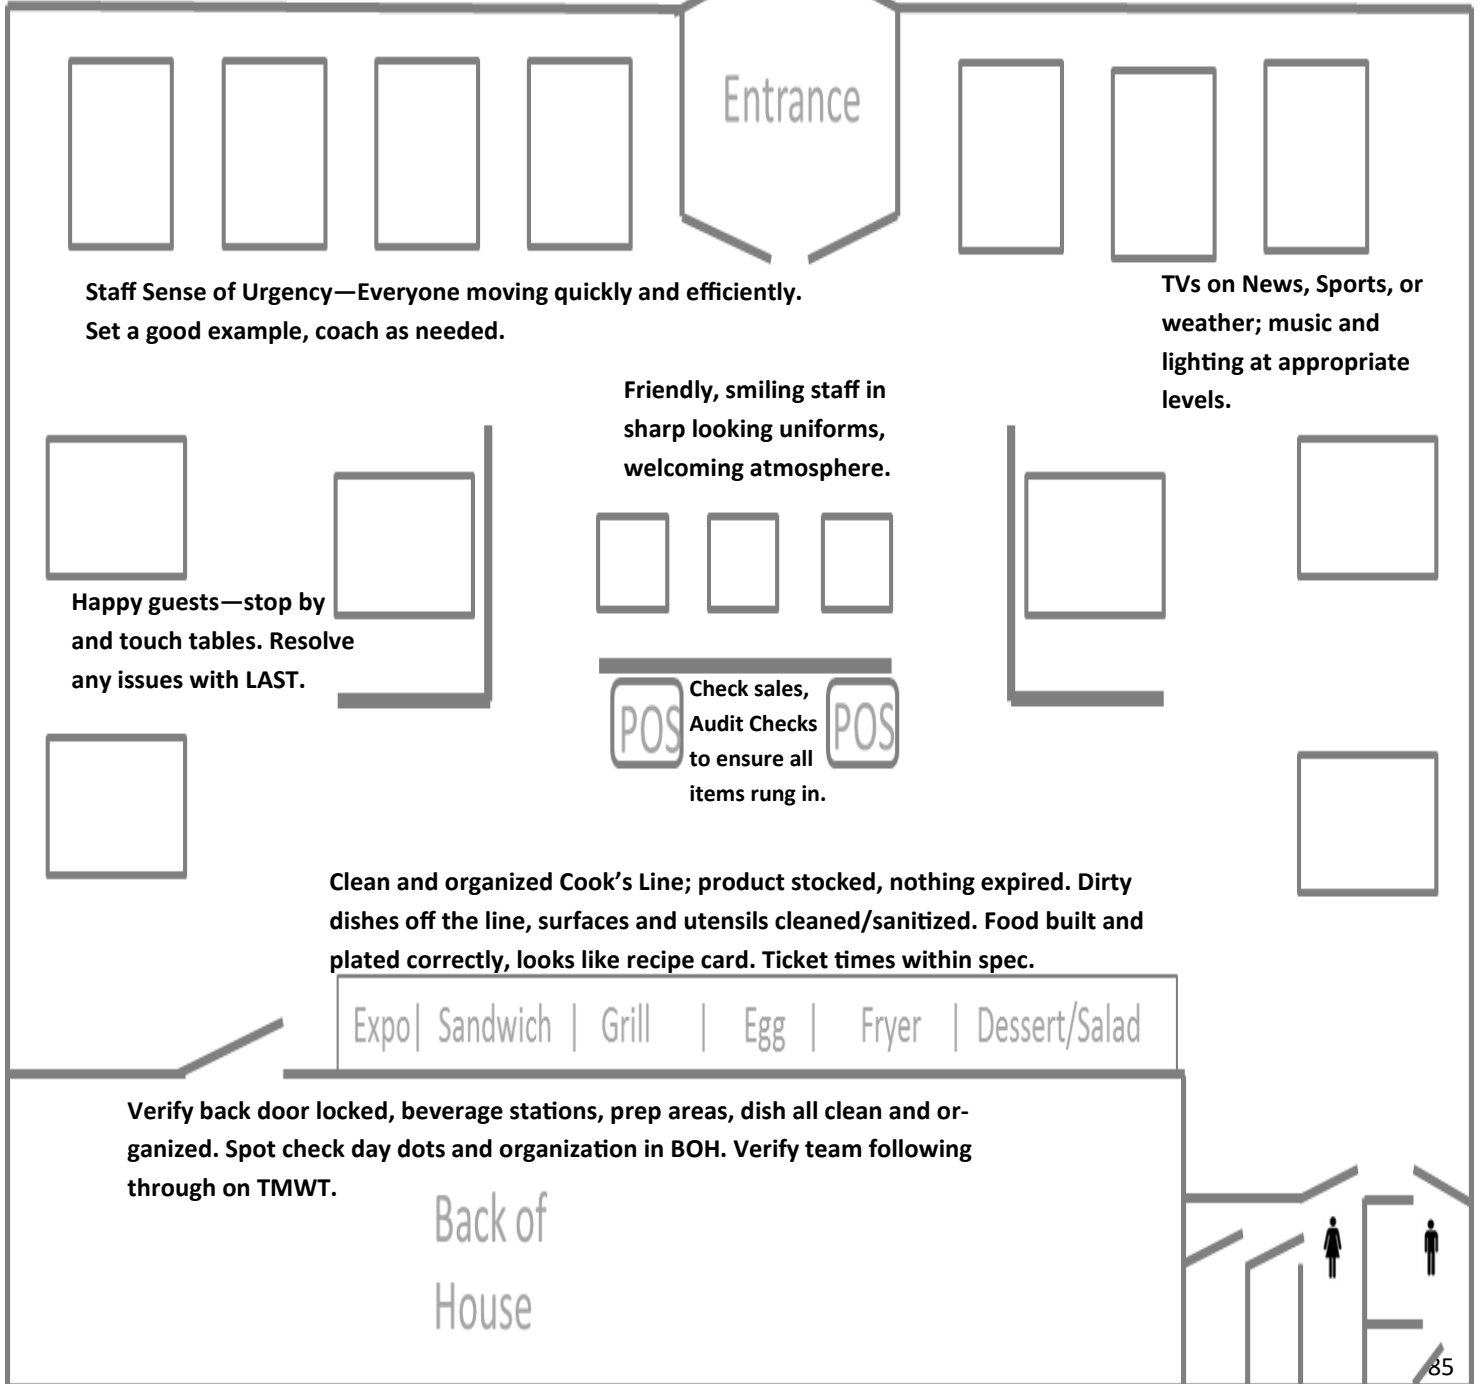 Entrance
Staff Sense of Urgency—Everyone moving quickly and efficiently.
Set a good example, coach as needed.
TVs on News, Sports, or
weather; music and
lighting at appropriate
levels.
Friendly, smiling staff in
sharp looking uniforms,
welcoming atmosphere.
Happy guests—stop by
and touch tables. Resolve
any issues with LAST.
POS
Check sales,
Audit Checks
to ensure all
items rung in.
POS
Clean and organized Cook's Line; product stocked, nothing expired. Dirty
dishes off the line, surfaces and utensils cleaned/sanitized. Food built and
plated correctly, looks like recipe card. Ticket times within spec.
Expo| Sandwich | Grill | Egg | Fryer | Dessert/Salad
Verify back door locked, beverage stations, prep areas, dish all clean and or-
ganized. Spot check day dots and organization in BOH. Verify team following
through on TMWT.
Back of
House
85